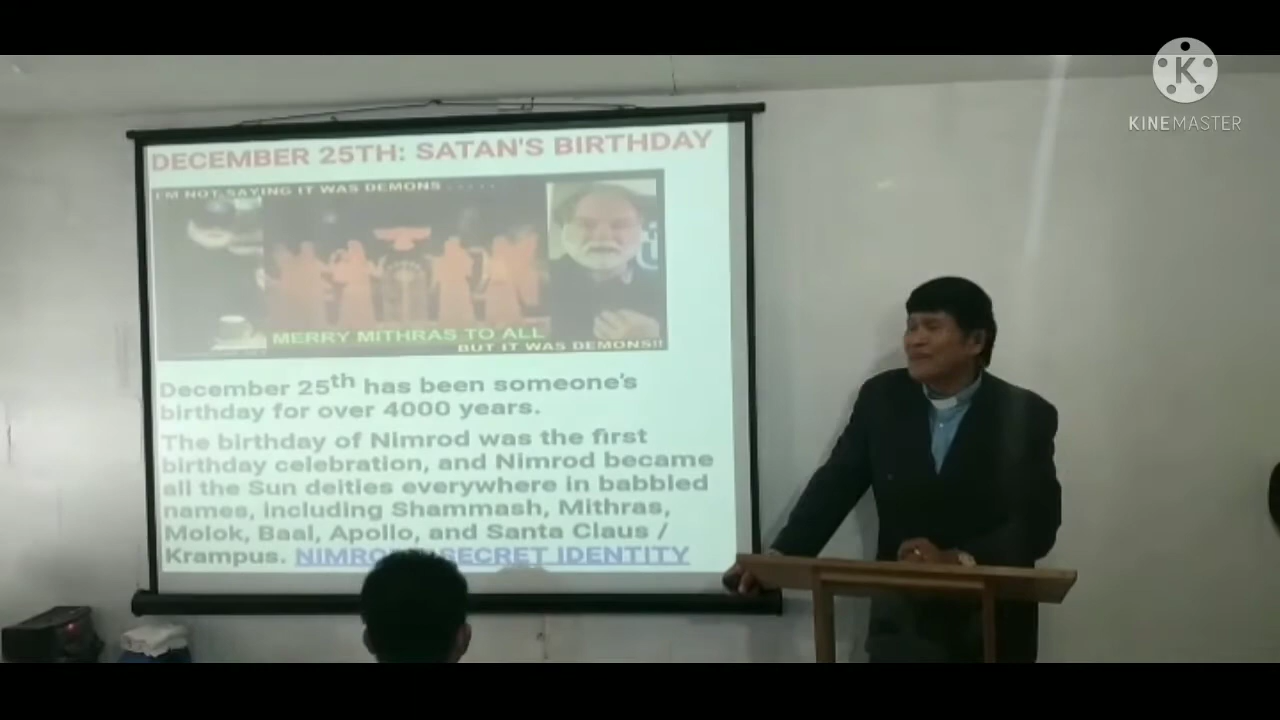 KINEMASTER
DECEMBER 25TH: SATAN'S BIRTHDAY
I'M NOT SAYING IT WAS DEMONS.....
MERRY MITHRAS TO ALL
BUT IT WAS DEMONS!!
December 25th has been someone's
birthday for over 4000 years.
The birthday of Nimrod was the first
birthday celebration, and Nimrod became
all the Sun deities everywhere in babbled
names, including Shammash, Mithras,
Molok, Baal, Apollo, and Santa Claus /
Krampus. SECRET IDENTITY